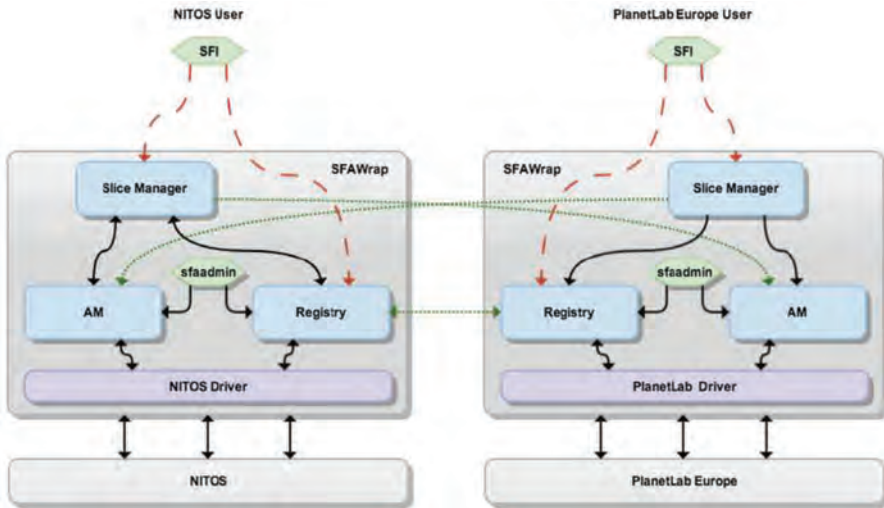 NITOS User
PlanetLab Europe User
SFI
SFI
SFAWrap
SFAWrap
Slice Manager
Slice Manager
sfaadmin
sfaadmin
AM
Registry
Registry
AM
NITOS Driver
PlanetLab Driver
NITOS
PlanetLab Europe